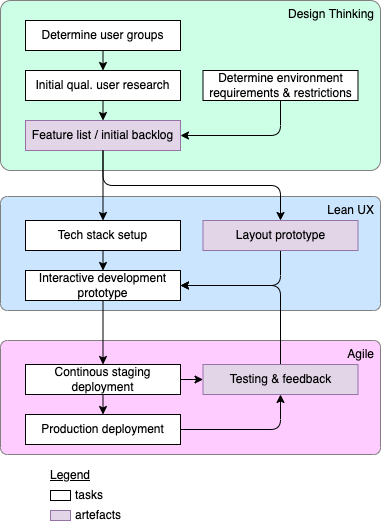 Design Thinking
Determine user groups
Initial qual. user research
Determine environment
requirements & restrictions
Feature list / initial backlog
Lean UX
Tech stack setup
Layout prototype
Interactive development
prototype
Agile
Continous staging
deployment
Testing & feedback
Production deployment
Legend
tasks
artefacts